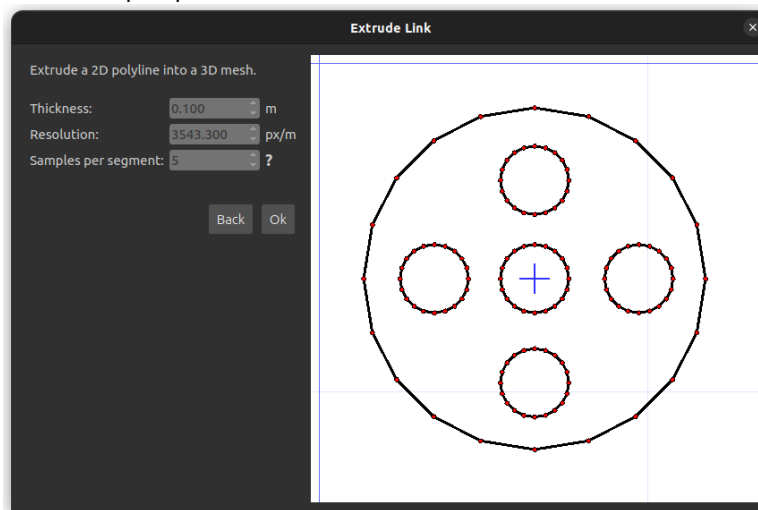 Extrude Link
Extrude a 2D polyline into a 3D mesh.
Thickness: 0.100 m
Resolution: 3543.300 px/m
Samples per segment: 5 ?
Back Ok